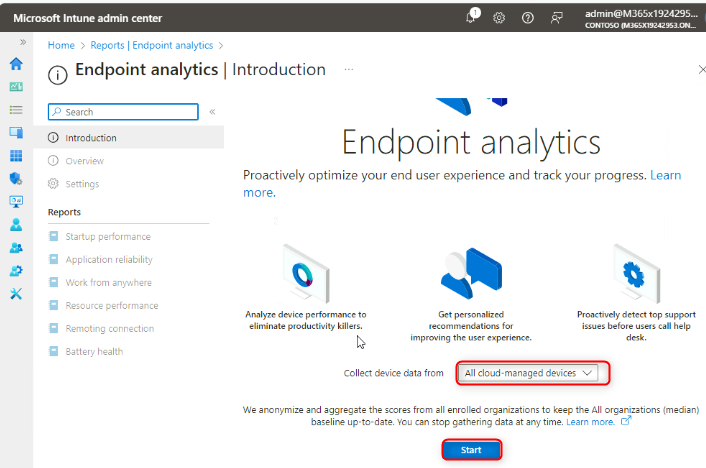 Microsoft Intune admin center
1
admin@M365x1924295...
CONTOSO (M365X19242953.ON...
Home > Reports | Endpoint analytics >
Endpoint analytics | Introduction ...
Search
Introduction
Overview
Settings
Reports
Startup performance
Application reliability
Work from anywhere
Resource performance
Remoting connection
Battery health
Endpoint analytics
Proactively optimize your end user experience and track your progress. Learn
more.
Analyze device performance to
eliminate productivity killers.
Get personalized
recommendations for
improving the user experience.
Proactively detect top support
issues before users call help
desk.
Collect device data from
All cloud-managed devices
We anonymize and aggregate the scores from all enrolled organizations to keep the All organizations (median)
baseline up-to-date. You can stop gathering data at any time. Learn more.
Start